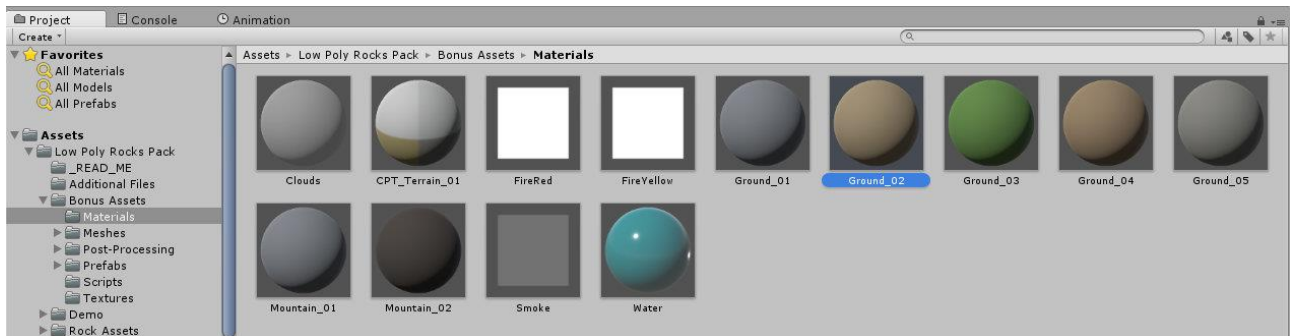 Project Console Animation
Create
Favorites
All Materials
All Models
All Prefabs
Assets
Low Poly Rocks Pack
_READ_ME
Additional Files
Bonus Assets
Materials
Meshes
Post-Processing
Prefabs
Scripts
Textures
Demo
Rock Assets
Assets Low Poly Rocks Pack Bonus Assets Materials
Clouds CPT_Terrain_01 FireRed FireYellow Ground_01 Ground_02 Ground_03 Ground_04 Ground_05
Mountain_01 Mountain_02 Smoke Water